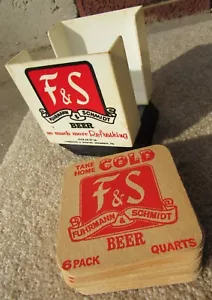 F&S
FUHRMANN & SCHMIDT
BEER
so much more Refreshing
TAKE HOME COLD
F&S
FUHRMANN & SCHMIDT
BEER
6 PACK QUARTS